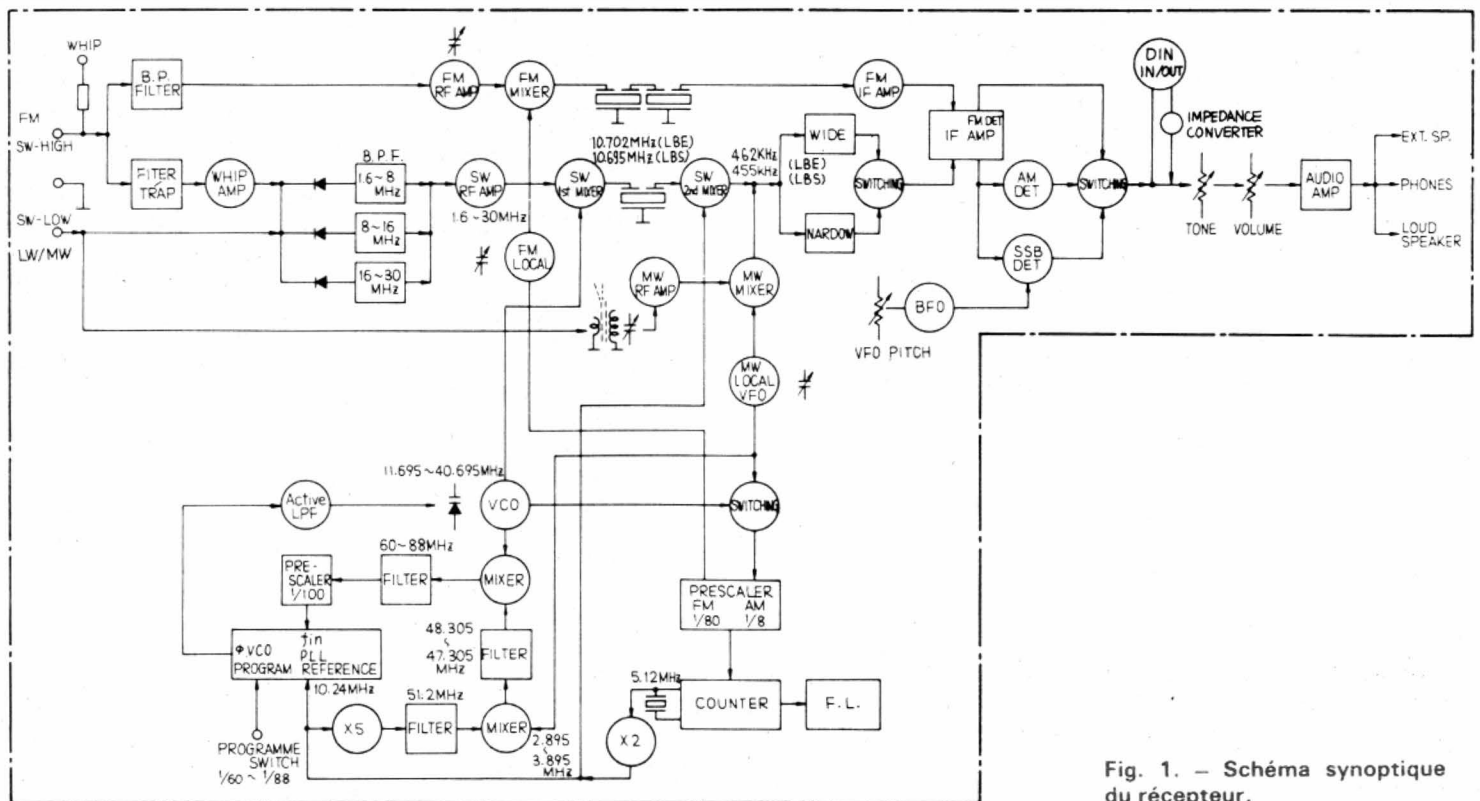 WHIP
FM
SW-HIGH
SW-LOW
LW/MW
B.P.
FILTER
FITER
TRAP
WHIP
AMP
B.P.F.
1.6~8
MHz
8~16
MHz
16~30
MHz
FM
RF AMP
FM
MIXER
SW
RF AMP
1.6~30MHz
10.702MHz(LBE)
10.695MHz(LBS)
SW
1st MIXER
SW
2nd MIXER
FM
LOCAL
462KHz
455KHz
(LBE)
(LBS)
WIDE
NARDOW
SWITCHING
FM
IF AMP
FM DET
IF AMP
AM
DET
SSB
DET
SWITCHING
DIN
IN/OUT
IMPEDANCE
CONVERTER
TONE
VOLUME
AUDIO
AMP
EXT. SP.
PHONES
LOUD
SPEAKER
MW
RF AMP
MW
MIXER
BFO
VFO PITCH
MW
LOCAL
VFO
11.695~40.695MHz
Active
LPF
VCO
SWITCHING
60~88MHz
PRE-
SCALER
1/100
FILTER
MIXER
PRESCALER
FM AM
1/80 1/8
φVCO fin
PLL
PROGRAM REFERENCE
48.305
~
47.305
MHz
FILTER
10.24MHz
51.2MHz
X5
FILTER
MIXER
5.12MHz
COUNTER
F.L.
2.895
~
3.895
MHz
X2
PROGRAMME
SWITCH
1/60 ~ 1/88
Fig. 1. — Schéma synoptique
du récepteur.